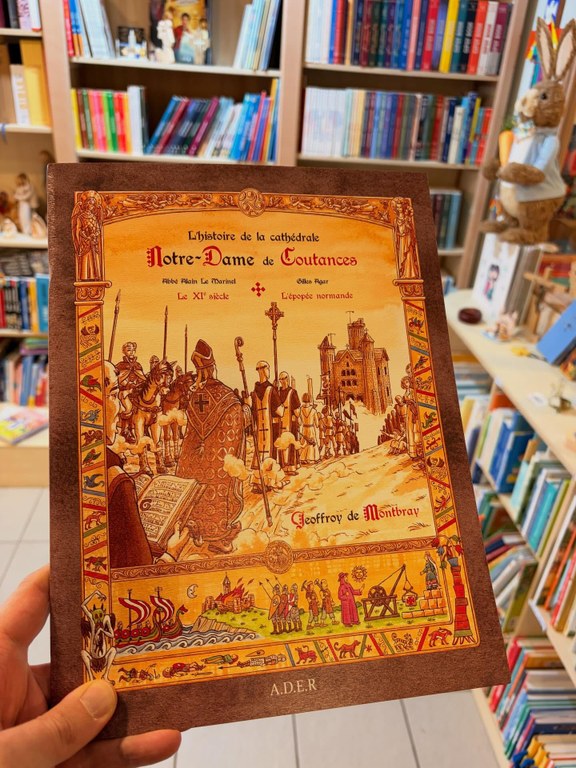 L'histoire de la cathédrale
Notre-Dame de Coutances
Abbé Alain Le Marinel
Gilles Agar
Le XIe siècle
L'épopée normande
Geoffroy de Montbray
A.D.E.R